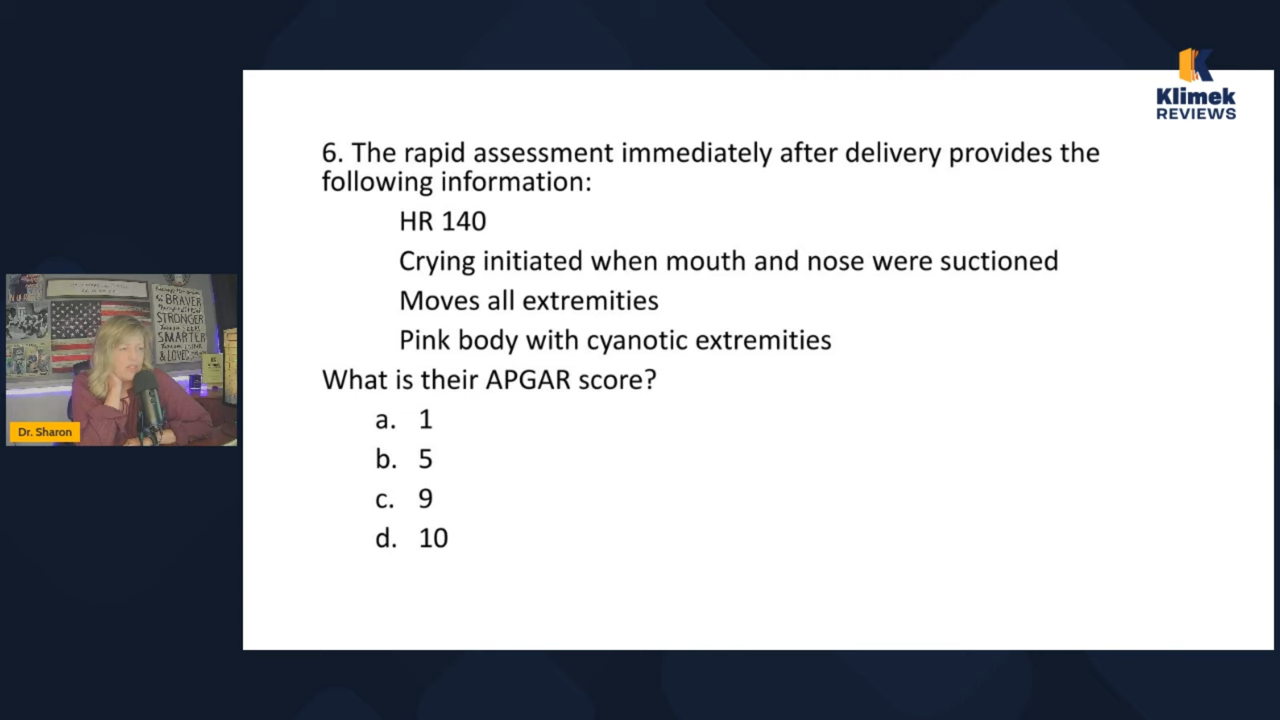 Klimek
REVIEWS
6. The rapid assessment immediately after delivery provides the
following information:
HR 140
Crying initiated when mouth and nose were suctioned
Moves all extremities
Pink body with cyanotic extremities
What is their APGAR score?
a. 1
b. 5
c. 9
d. 10
BRAVER
STRONGER
SMARTER
& LOVED
Dr. Sharon